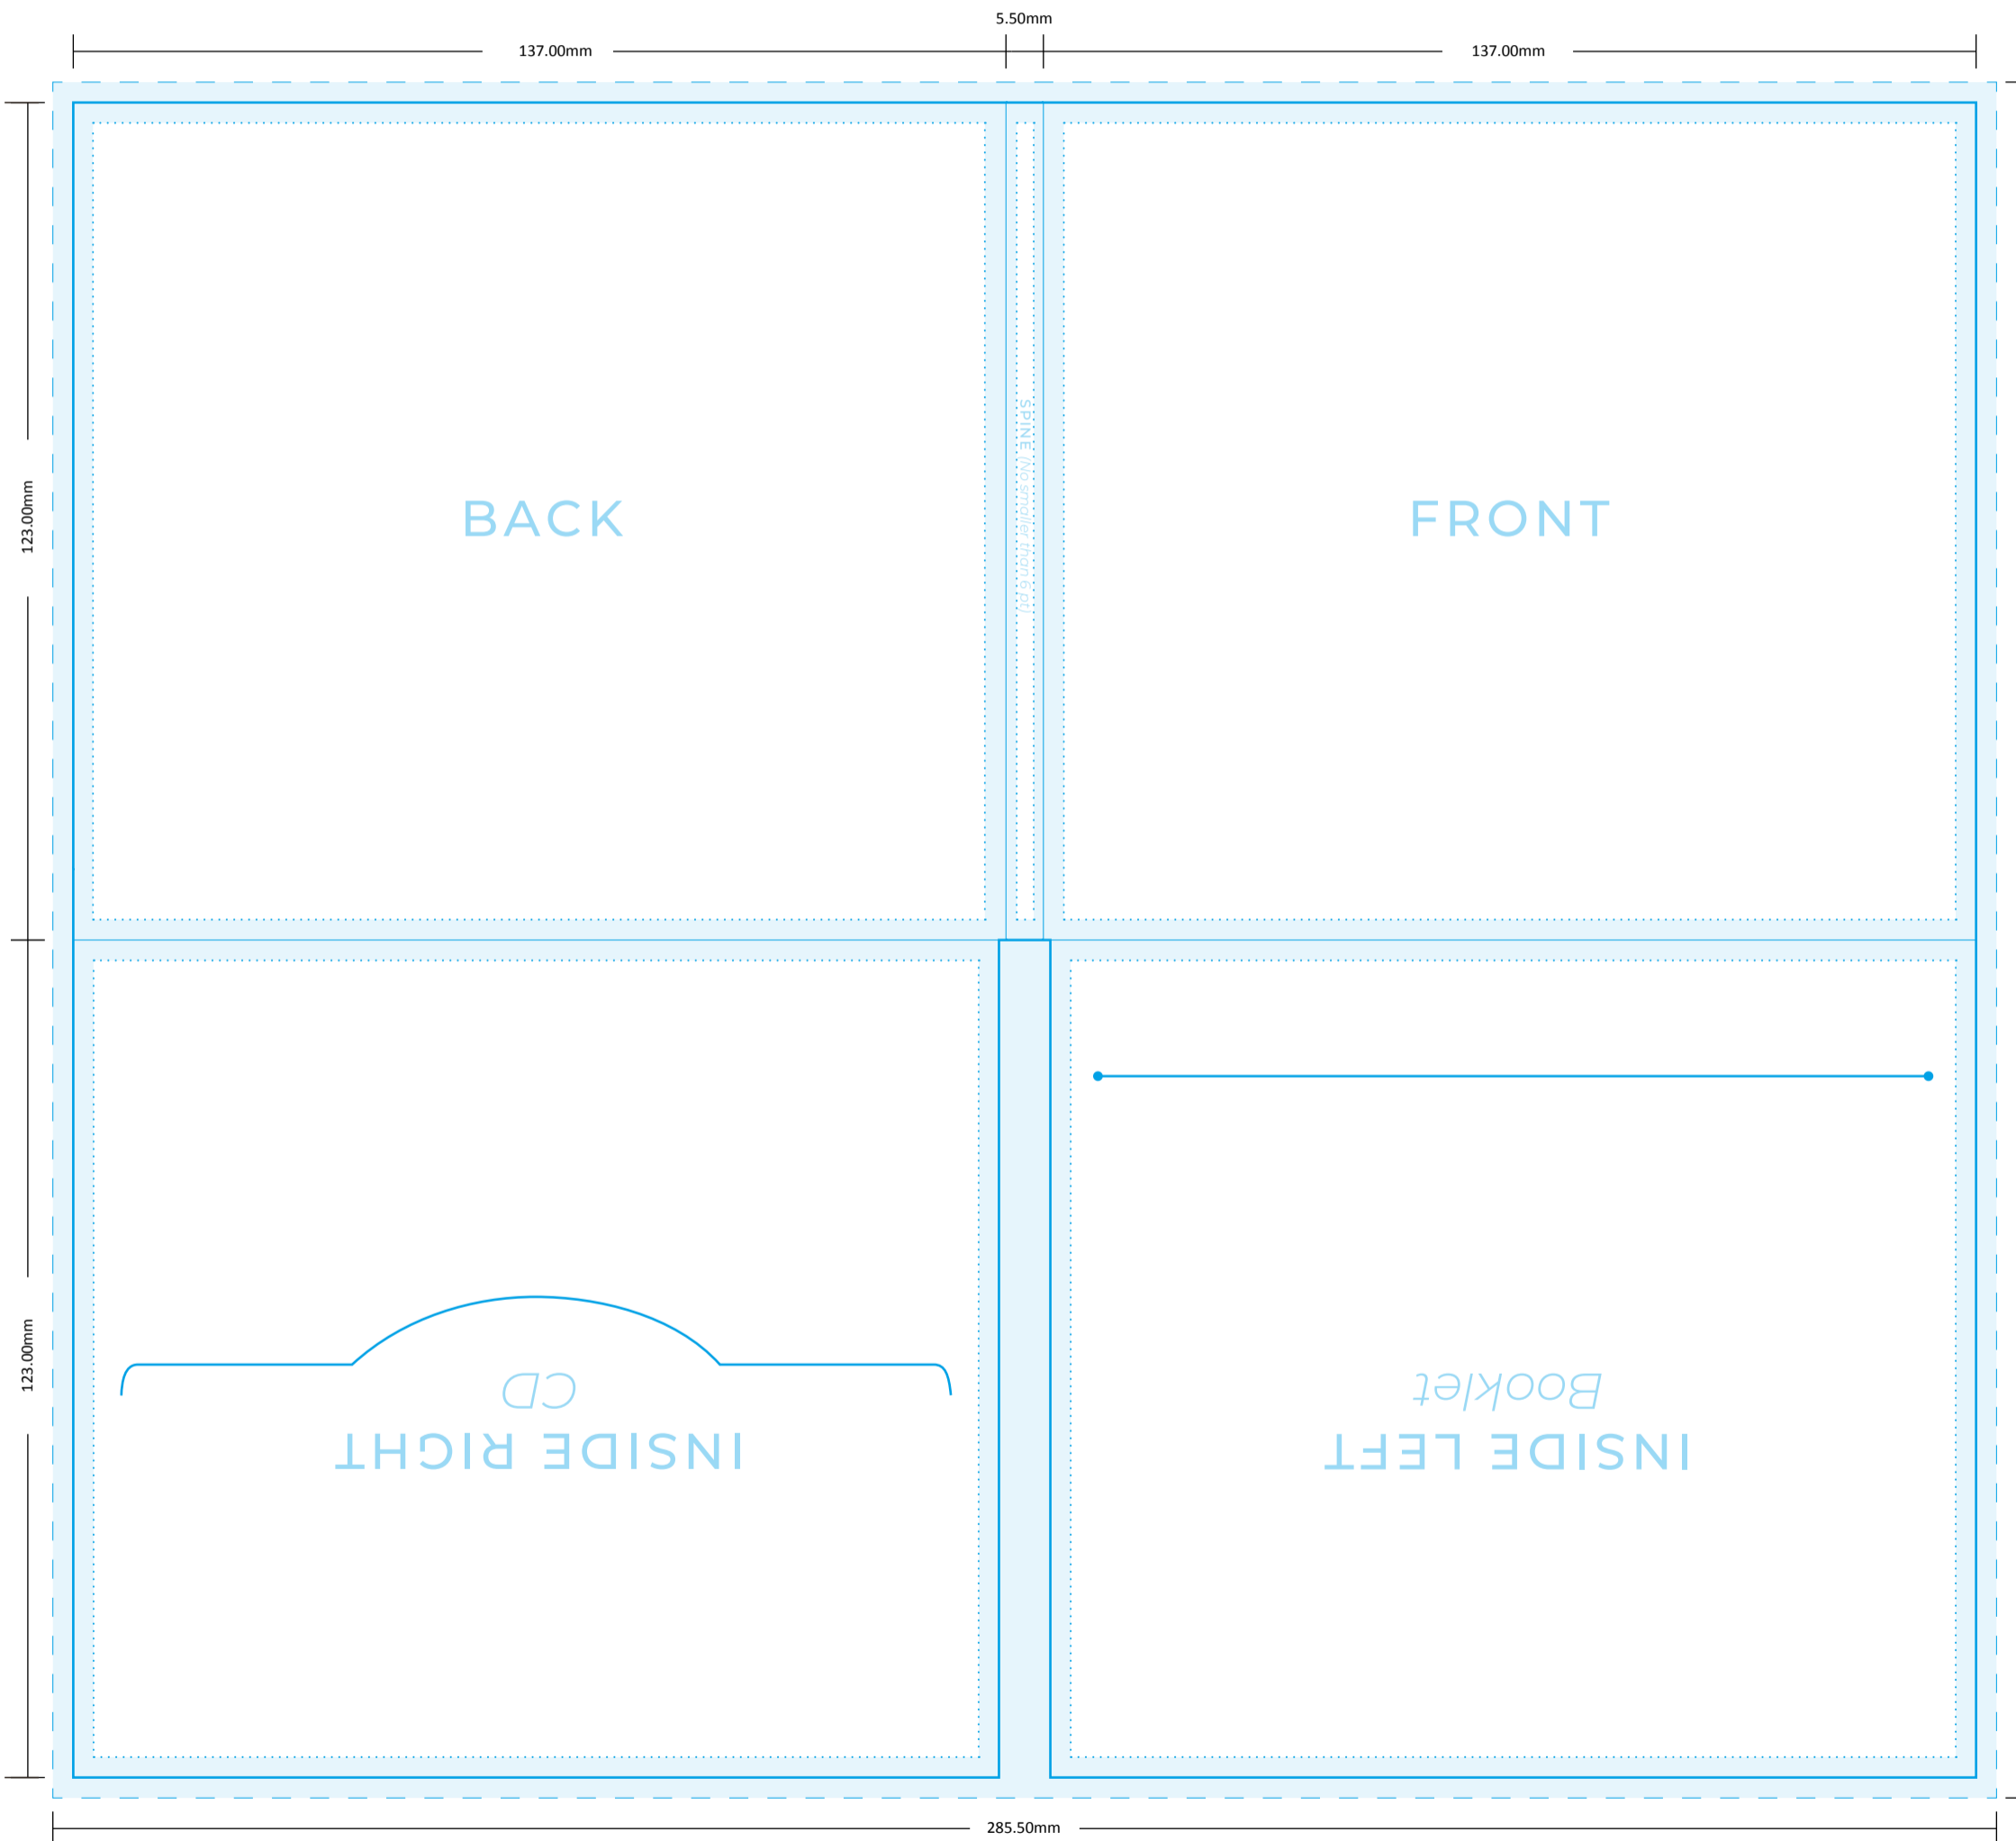 5.50mm
137.00mm
137.00mm
123.00mm
BACK
SPINE (No smaller than 6 pt)
FRONT
123.00mm
CD
INSIDE RIGHT
Booklet
INSIDE LEFT
285.50mm